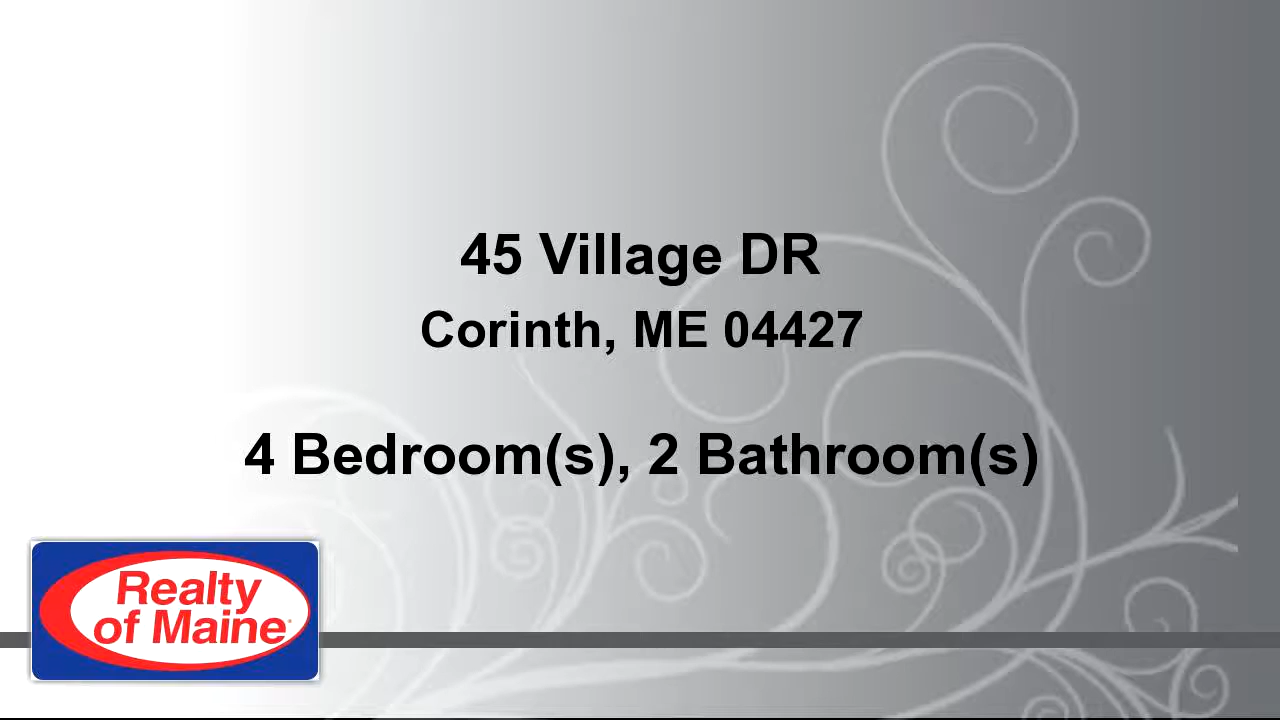 45 Village DR
Corinth, ME 04427
4 Bedroom(s), 2 Bathroom(s)
Realty
of Maine